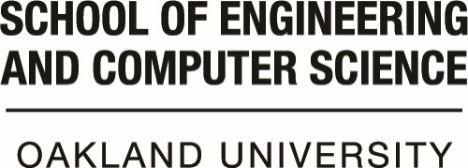 SCHOOL OF ENGINEERING
AND COMPUTER SCIENCE
OAKLAND UNIVERSITY